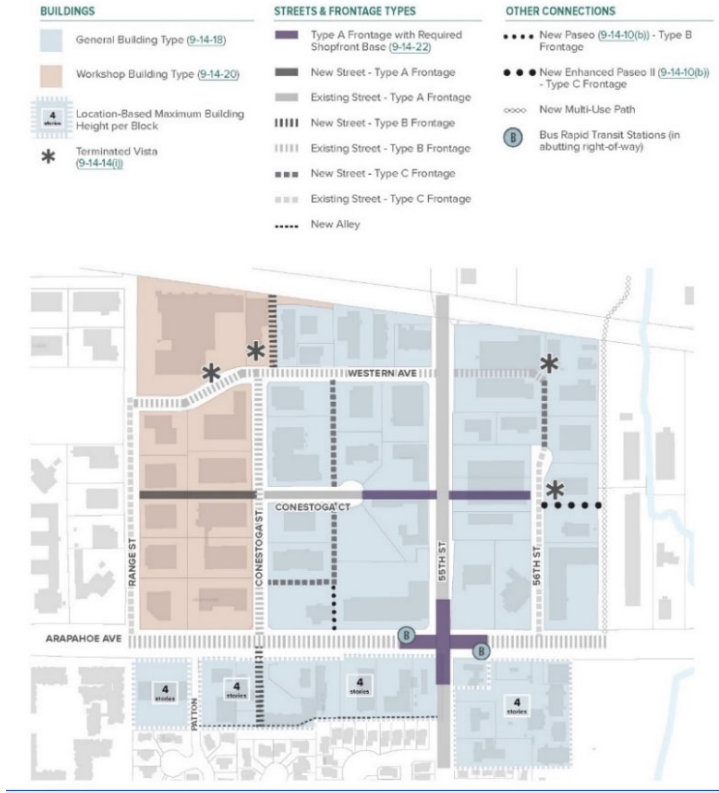 BUILDINGS
General Building Type (9-14-18)
Workshop Building Type (9-14-20)
4
stories
Location-Based Maximum Building
Height per Block
Terminated Vista
(9-14-14(i))
STREETS & FRONTAGE TYPES
Type A Frontage with Required
Shopfront Base (9-14-22)
New Street - Type A Frontage
Existing Street - Type A Frontage
New Street - Type B Frontage
Existing Street - Type B Frontage
New Street - Type C Frontage
Existing Street - Type C Frontage
New Alley
OTHER CONNECTIONS
New Paseo (9-14-10(b)) - Type B
Frontage
New Enhanced Paseo II (9-14-10(b))
- Type C Frontage
New Multi-Use Path
B
Bus Rapid Transit Stations (in
abutting right-of-way)
WESTERN AVE
CONESTOGA CT
RANGE ST
CONESTOGA ST
55TH ST
56TH ST
ARAPAHOE AVE
B
B
4
stories
4
stories
4
stories
4
stories
PATTON